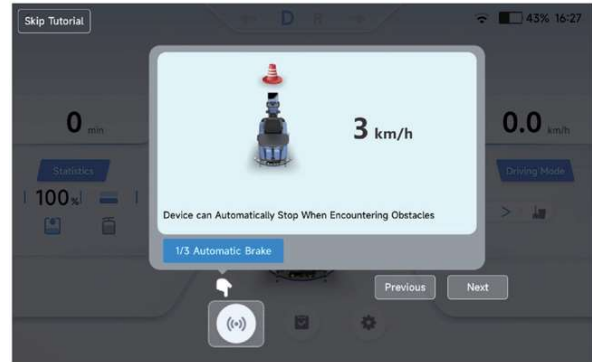 Skip Tutorial
D R
43% 16:27
3 km/h
0 min
0.0 km/h
Statistics
Driving Mode
100%
Device can Automatically Stop When Encountering Obstacles
1/3 Automatic Brake
Previous
Next